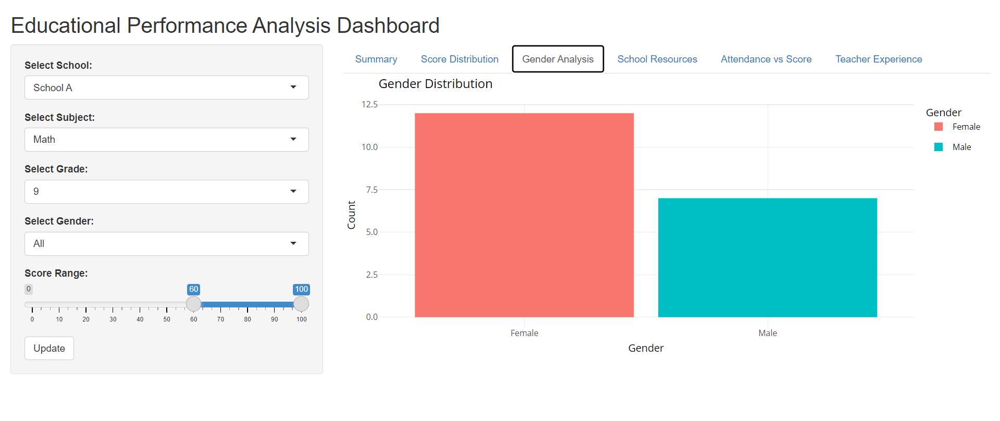 Educational Performance Analysis Dashboard
Select School:
School A
Select Subject:
Math
Select Grade:
9
Select Gender:
All
Score Range:
0
60
100
0 10 20 30 40 50 60 70 80 90 100
Update
Summary Score Distribution Gender Analysis School Resources Attendance vs Score Teacher Experience
Gender Distribution
12.5
10.0
7.5
5.0
2.5
0.0
Count
Female Male
Gender
Gender
Female
Male